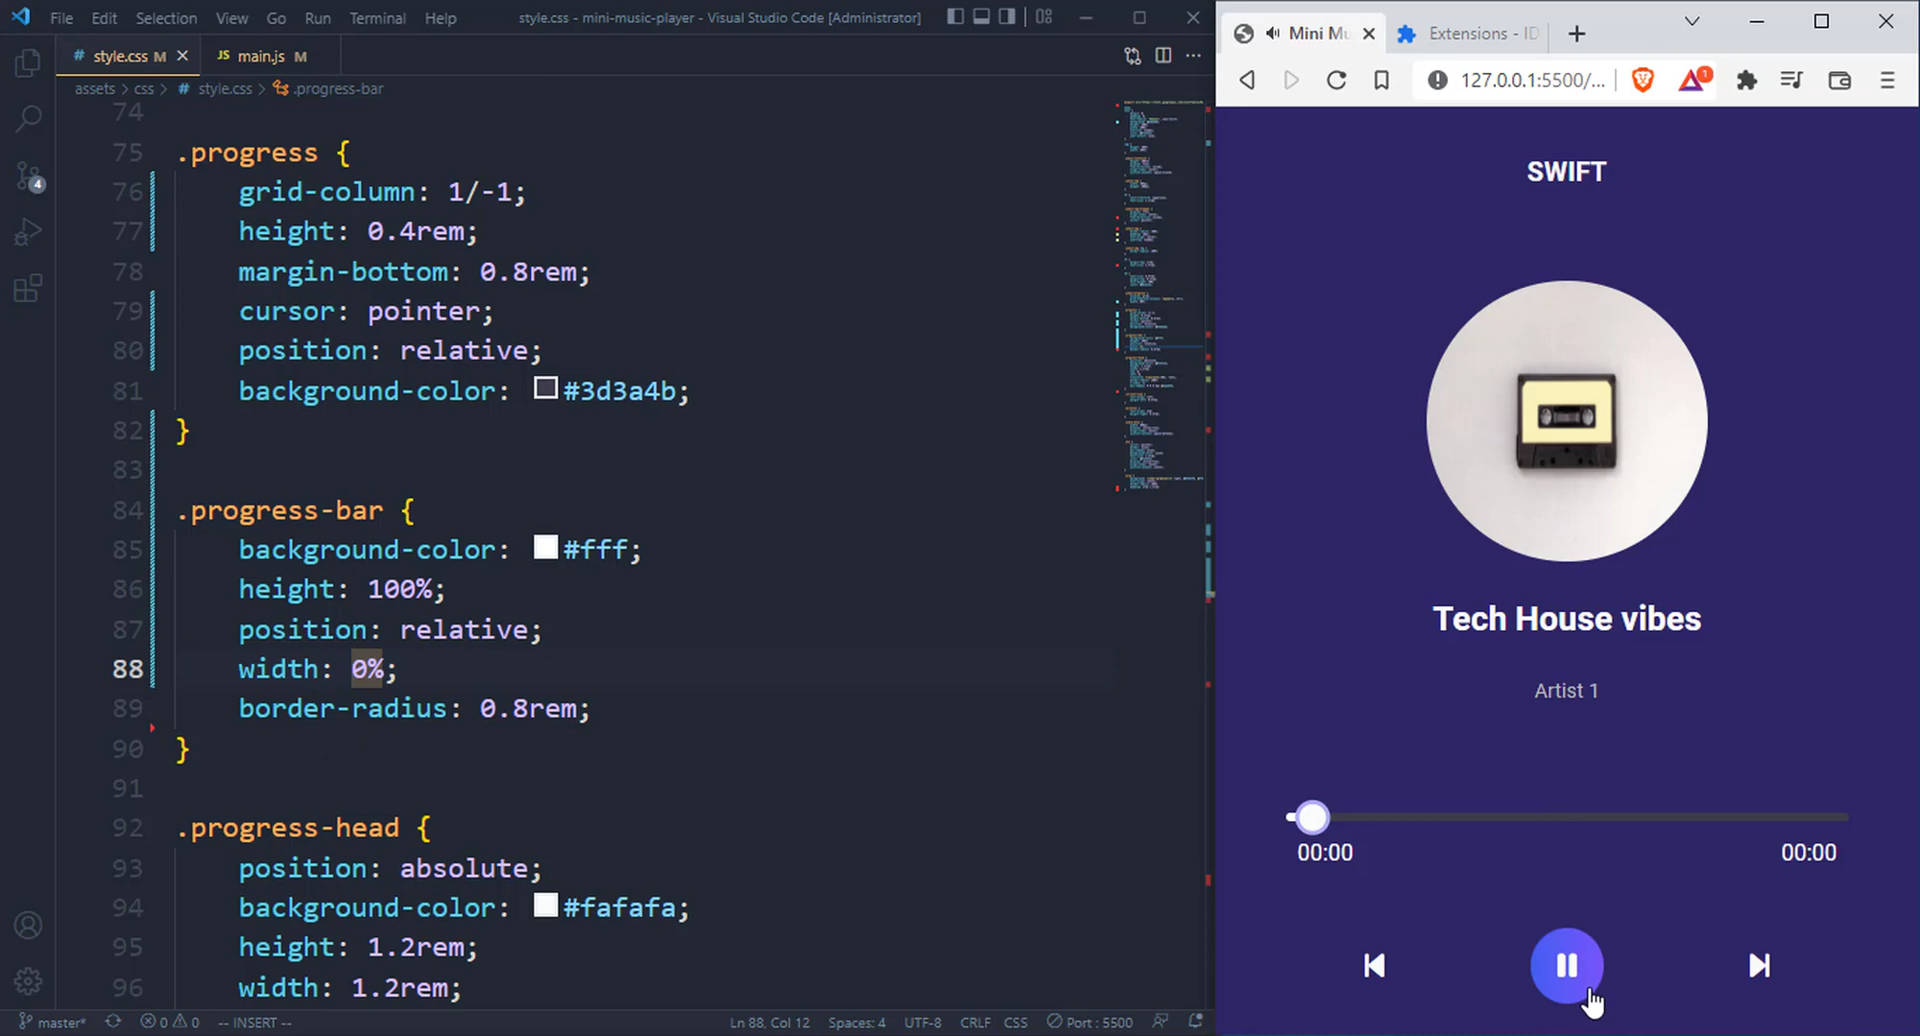 File Edit Selection View Go Run Terminal Help
style.css - mini-music-player - Visual Studio Code [Administrator]
# style.css M
JS main.js M
assets > css > # style.css > .progress-bar
74
75 .progress {
76 grid-column: 1/-1;
77 height: 0.4rem;
78 margin-bottom: 0.8rem;
79 cursor: pointer;
80 position: relative;
81 background-color: #3d3a4b;
82 }
83
84 .progress-bar {
85 background-color: #fff;
86 height: 100%;
87 position: relative;
88 width: 0%;
89 border-radius: 0.8rem;
90 }
91
92 .progress-head {
93 position: absolute;
94 background-color: #fafafa;
95 height: 1.2rem;
96 width: 1.2rem;
4
master* 0 0 -- INSERT --
Ln 88, Col 12 Spaces: 4 UTF-8 CRLF CSS Port : 5500
Mini Mu
Extensions - ID
127.0.0.1:5500/...
1
SWIFT
Tech House vibes
Artist 1
00:00 00:00